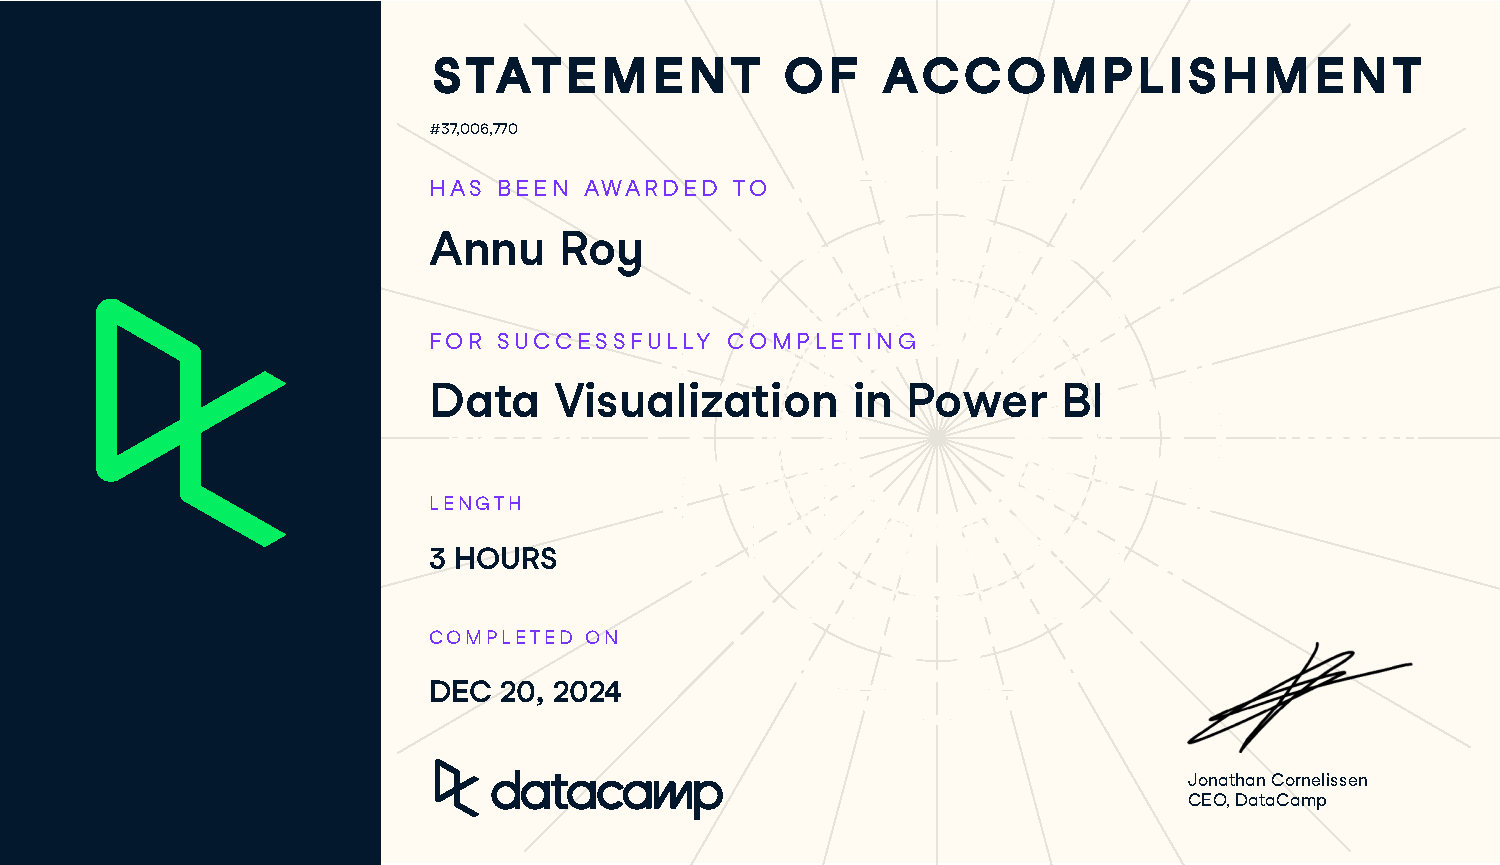 STATEMENT OF ACCOMPLISHMENT
#37,006,770
HAS BEEN AWARDED TO
Annu Roy
FOR SUCCESSFULLY COMPLETING
Data Visualization in Power BI
LENGTH
3 HOURS
COMPLETED ON
DEC 20, 2024
datacamp
Jonathan Cornelissen
CEO, DataCamp